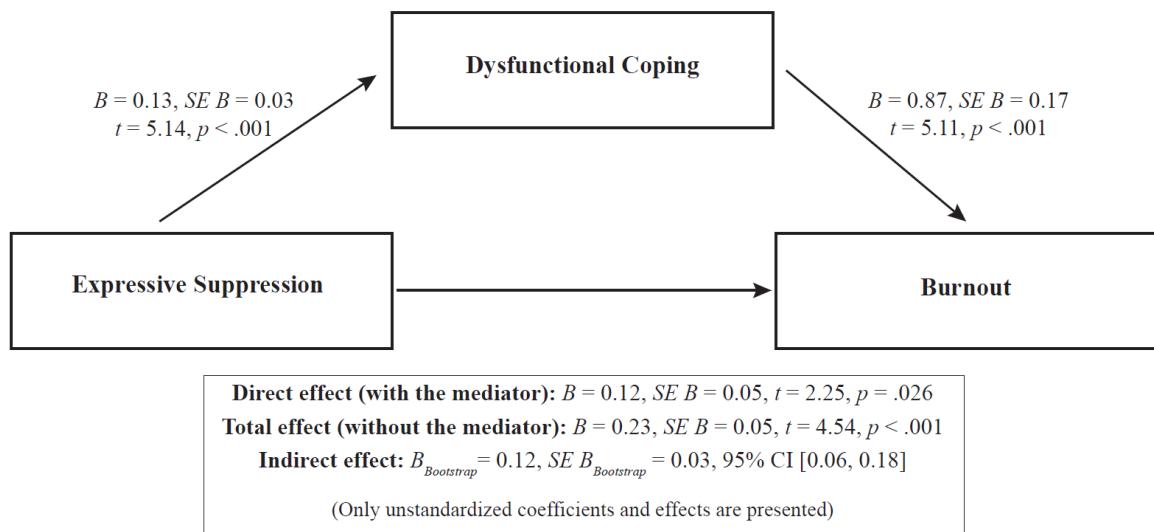 Dysfunctional Coping
B = 0.13, SE B = 0.03
t = 5.14, p < .001
B = 0.87, SE B = 0.17
t = 5.11, p < .001
Expressive Suppression
Burnout
Direct effect (with the mediator): B = 0.12, SE B = 0.05, t = 2.25, p = .026
Total effect (without the mediator): B = 0.23, SE B = 0.05, t = 4.54, p < .001
Indirect effect: B Bootstrap = 0.12, SE B Bootstrap = 0.03, 95% CI [0.06, 0.18]
(Only unstandardized coefficients and effects are presented)